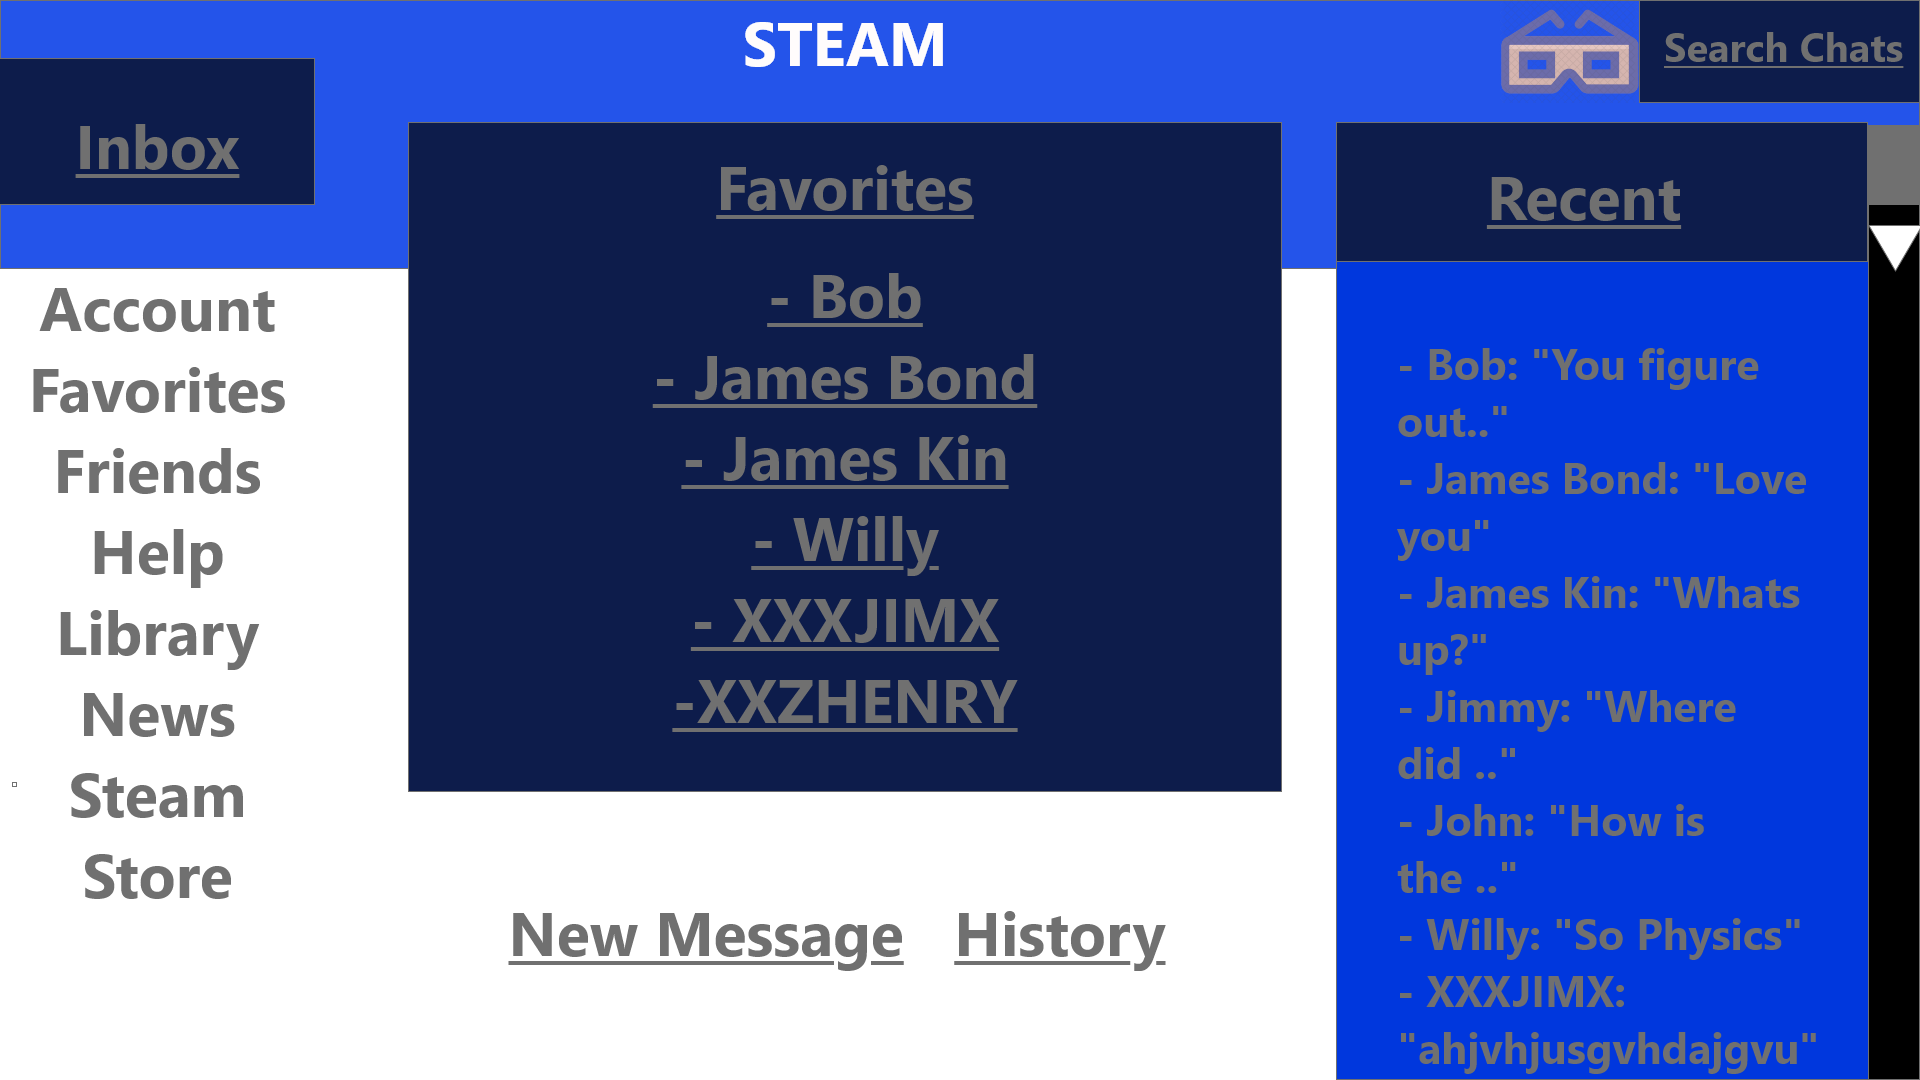 STEAM
Search Chats
Inbox
Account
Favorites
Friends
Help
Library
News
Steam
Store
Favorites
- Bob
- James Bond
- James Kin
- Willy
- XXXJIMX
-XXZHENRY
New Message
History
Recent
- Bob: "You figure
out.."
- James Bond: "Love
you"
- James Kin: "Whats
up?"
- Jimmy: "Where
did .."
- John: "How is
the .."
- Willy: "So Physics"
- XXXJIMX:
"ahjvhjusgvhdajgvu"